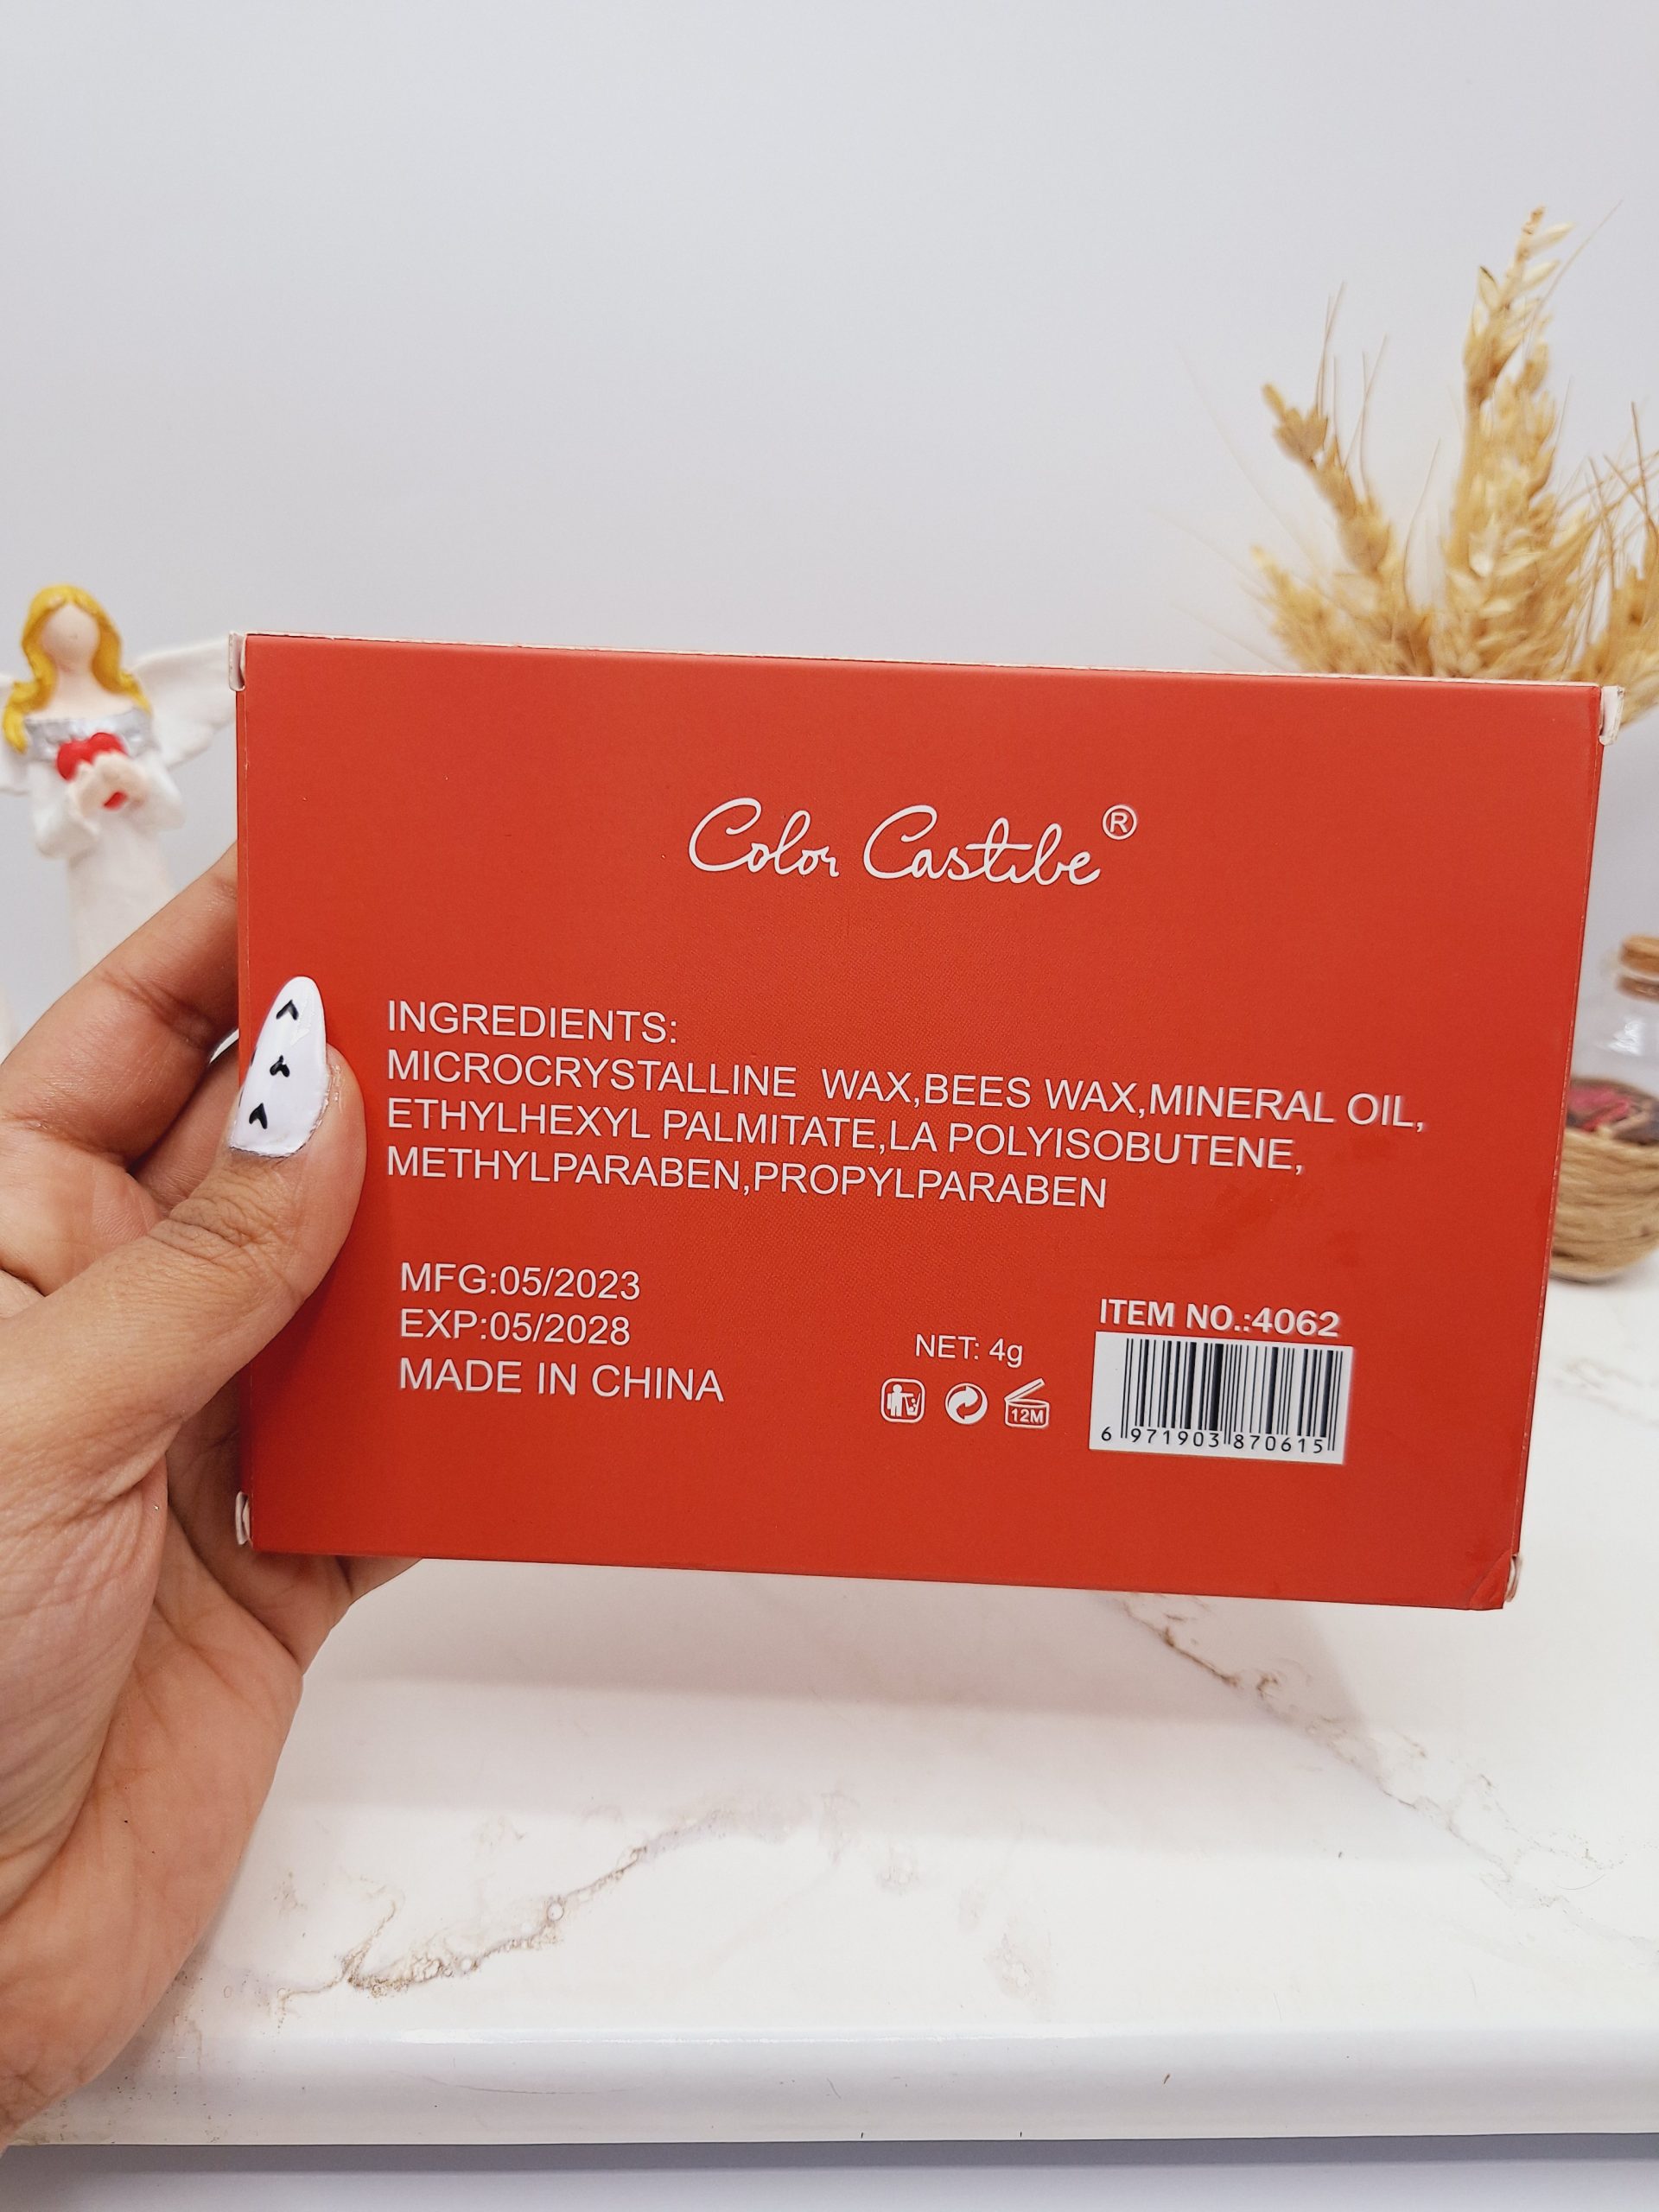 Color Castibe®
INGREDIENTS:
MICROCRYSTALLINE WAX,BEES WAX,MINERAL OIL,
ETHYLHEXYL PALMITATE,LA POLYISOBUTENE,
METHYLPARABEN,PROPYLPARABEN
MFG:05/2023
EXP:05/2028
MADE IN CHINA
NET: 4g
12M
ITEM NO.:4062
6 971903 870615